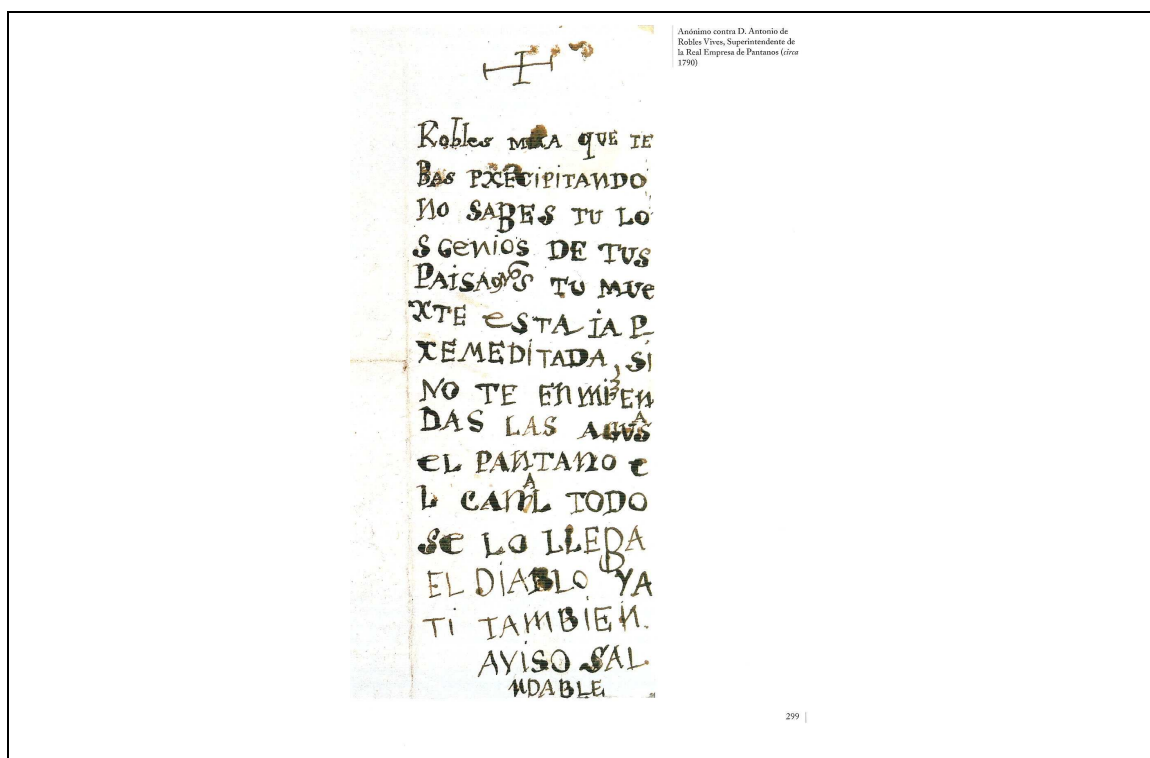 Anónimo contra D. Antonio de
Robles Vives, Superintendente de
la Real Empresa de Pantanos (circa
1790)
Robles MIRA QUE TE
BAS PRECIPITANDO
NO SABES TU LO
S GeniOS DE TUS
PAiSAnoS TU MUe
RTE eSTA iA P
REMEDiTADA, Si
NO TE EnMiEn
DAS LAS AGUAS
eL PANTANO e
L CANAL TODO
Se LO LLEBA
EL DiABLO YA
Ti TAMBiEN.
AViSO SAL
UDABLE
299